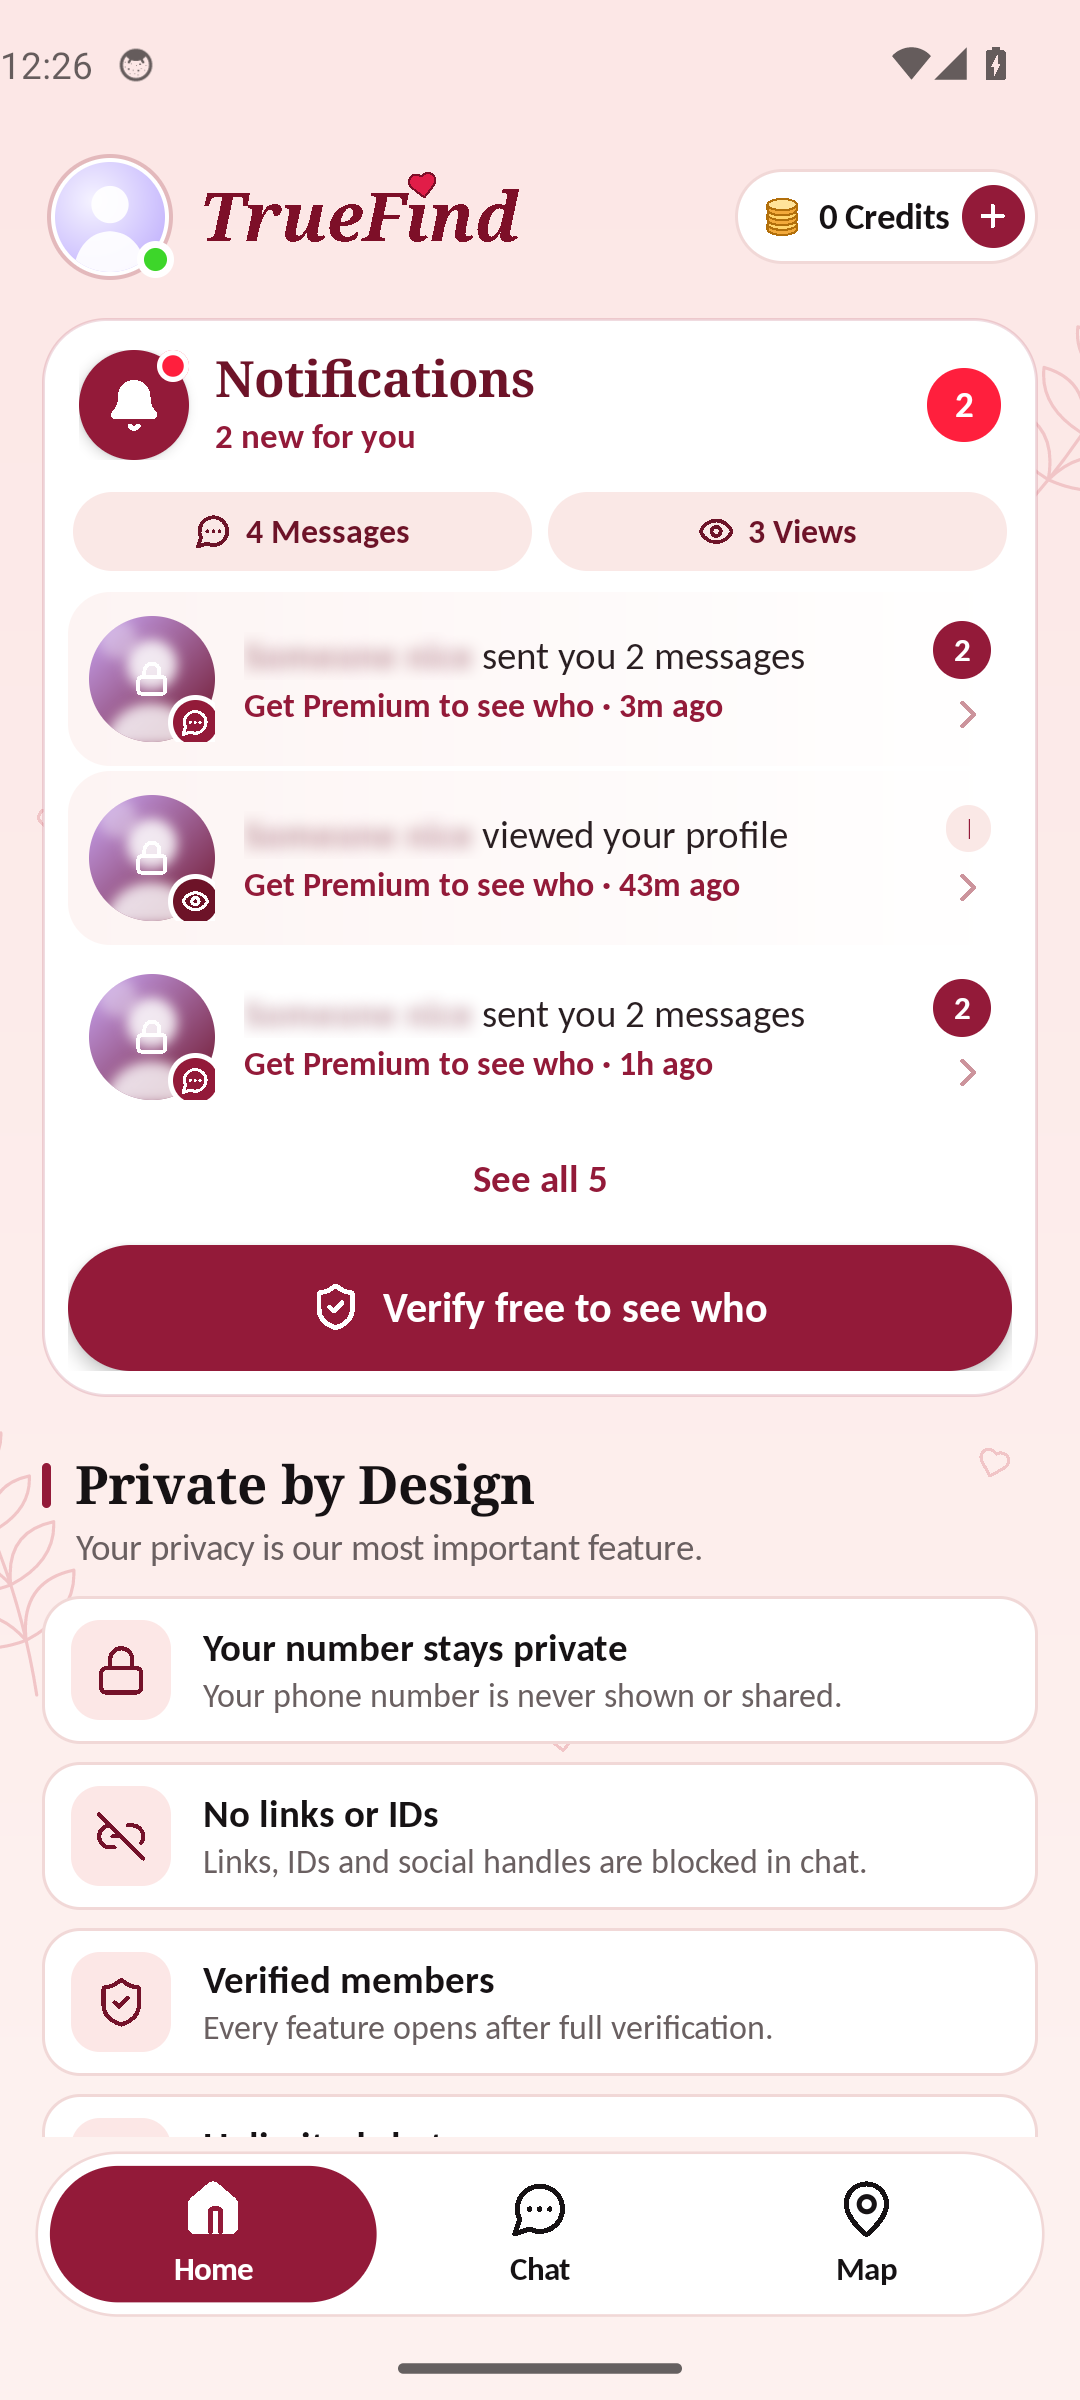 12:26
TrueFind
0 Credits
Notifications
2 new for you
2
4 Messages
3 Views
sent you 2 messages
Get Premium to see who · 3m ago
2
viewed your profile
Get Premium to see who · 43m ago
sent you 2 messages
Get Premium to see who · 1h ago
2
See all 5
Verify free to see who
Private by Design
Your privacy is our most important feature.
Your number stays private
Your phone number is never shown or shared.
No links or IDs
Links, IDs and social handles are blocked in chat.
Verified members
Every feature opens after full verification.
Home
Chat
Map